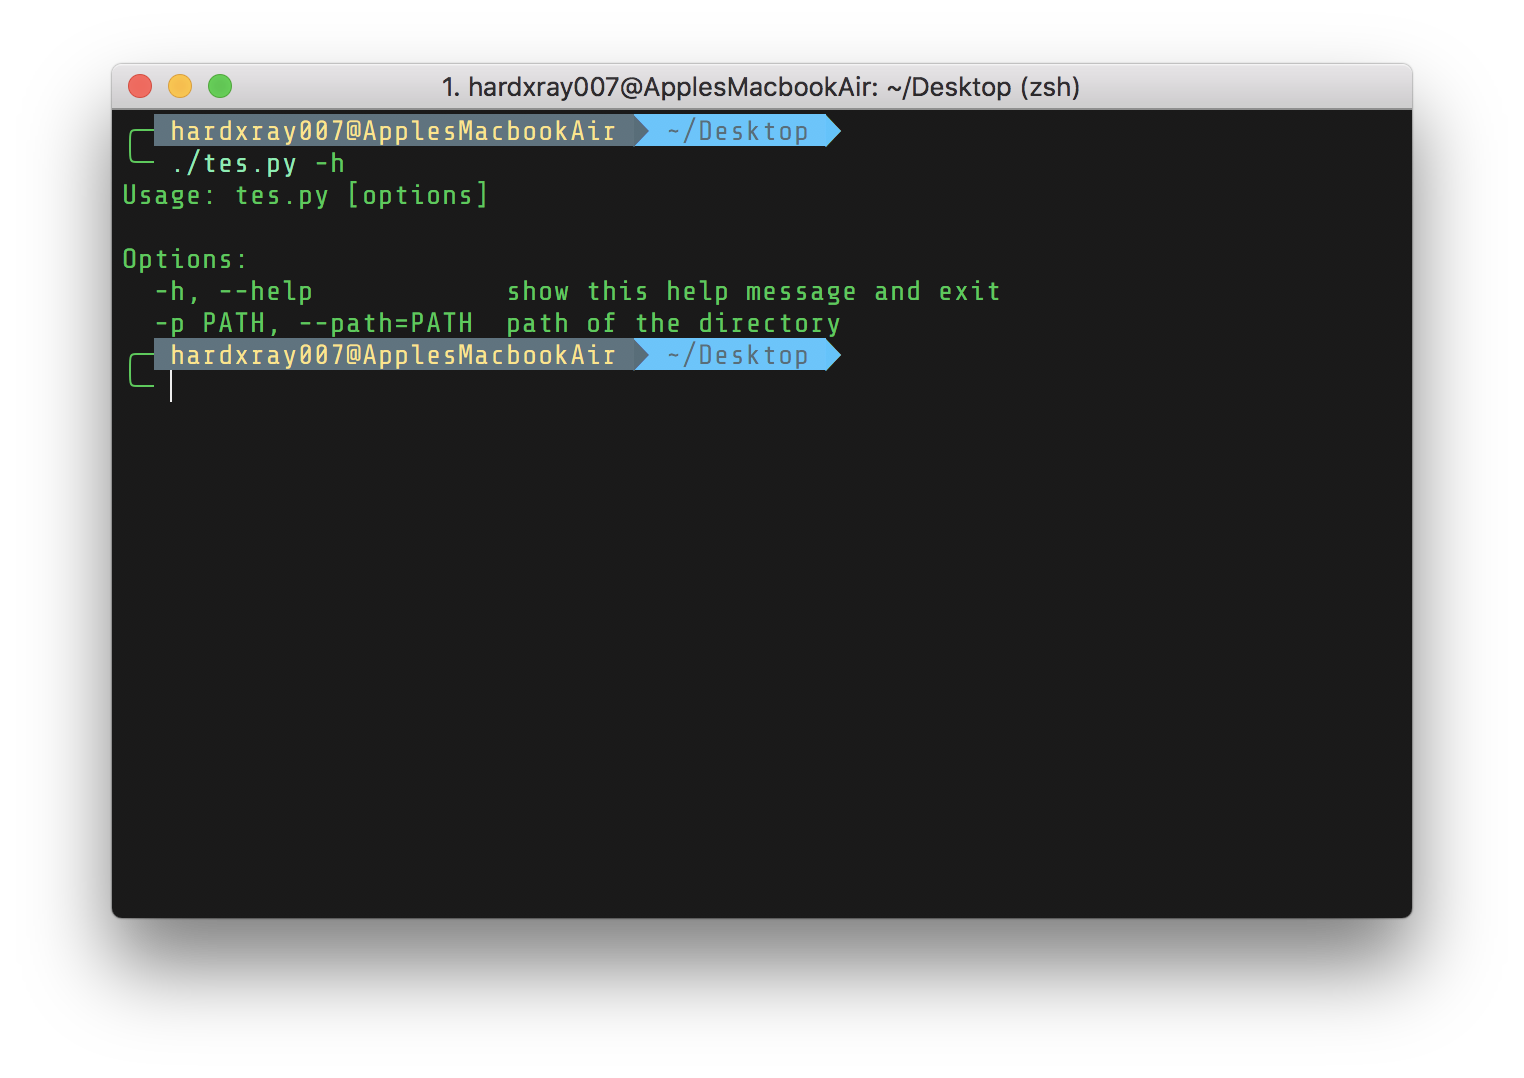 1. hardxray007@ApplesMacbookAir: ~/Desktop (zsh)
hardxray007@ApplesMacbookAir ~/Desktop
./tes.py -h
Usage: tes.py [options]
Options:
-h, --help show this help message and exit
-p PATH, --path=PATH path of the directory
hardxray007@ApplesMacbookAir ~/Desktop